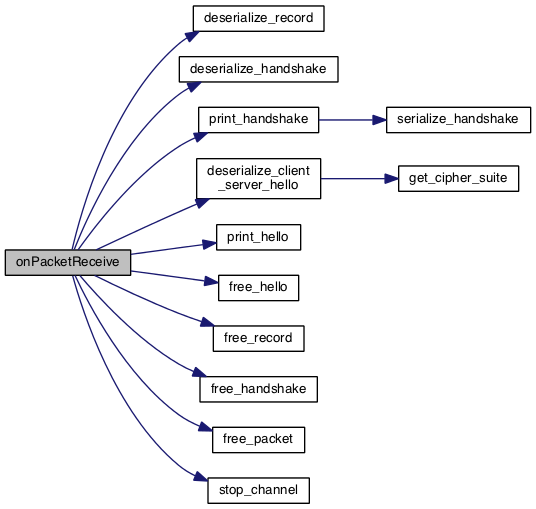 deserialize_record
deserialize_handshake
print_handshake
serialize_handshake
deserialize_client
_server_hello
get_cipher_suite
print_hello
onPacketReceive
free_hello
free_record
free_handshake
free_packet
stop_channel